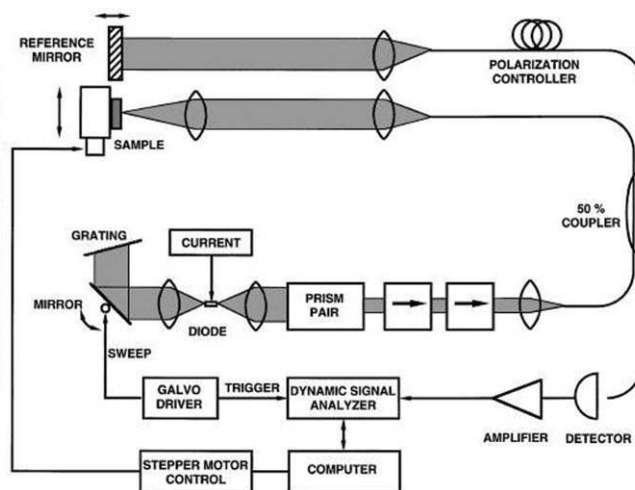 REFERENCE
MIRROR
POLARIZATION
CONTROLLER
SAMPLE
50 %
COUPLER
GRATING
CURRENT
MIRROR
DIODE
PRISM
PAIR
SWEEP
GALVO
DRIVER
TRIGGER
DYNAMIC SIGNAL
ANALYZER
AMPLIFIER
DETECTOR
STEPPER MOTOR
CONTROL
COMPUTER